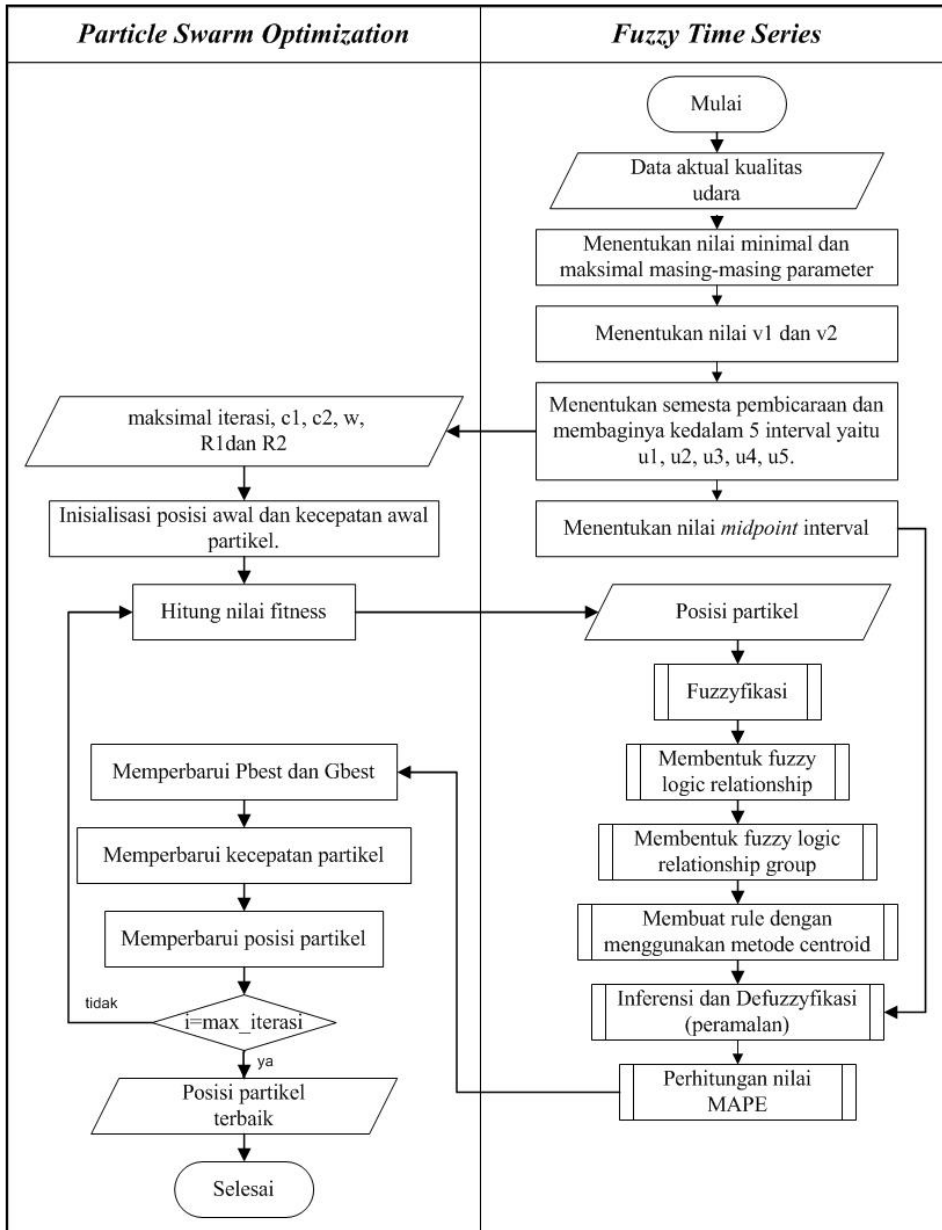 Particle Swarm Optimization
Fuzzy Time Series
Mulai
Data aktual kualitas
udara
Menentukan nilai minimal dan
maksimal masing-masing parameter
Menentukan nilai v1 dan v2
Menentukan semesta pembicaraan dan
membaginya kedalam 5 interval yaitu
u1, u2, u3, u4, u5.
Menentukan nilai midpoint interval
maksimal iterasi, c1, c2, w,
R1dan R2
Inisialisasi posisi awal dan kecepatan awal
partikel.
Hitung nilai fitness
Posisi partikel
Fuzzyfikasi
Membentuk fuzzy
logic relationship
Membentuk fuzzy logic
relationship group
Membuat rule dengan
menggunakan metode centroid
Inferensi dan Defuzzyfikasi
(peramalan)
Perhitungan nilai
MAPE
Memperbarui Pbest dan Gbest
Memperbarui kecepatan partikel
Memperbarui posisi partikel
tidak
i=max_iterasi
ya
Posisi partikel
terbaik
Selesai